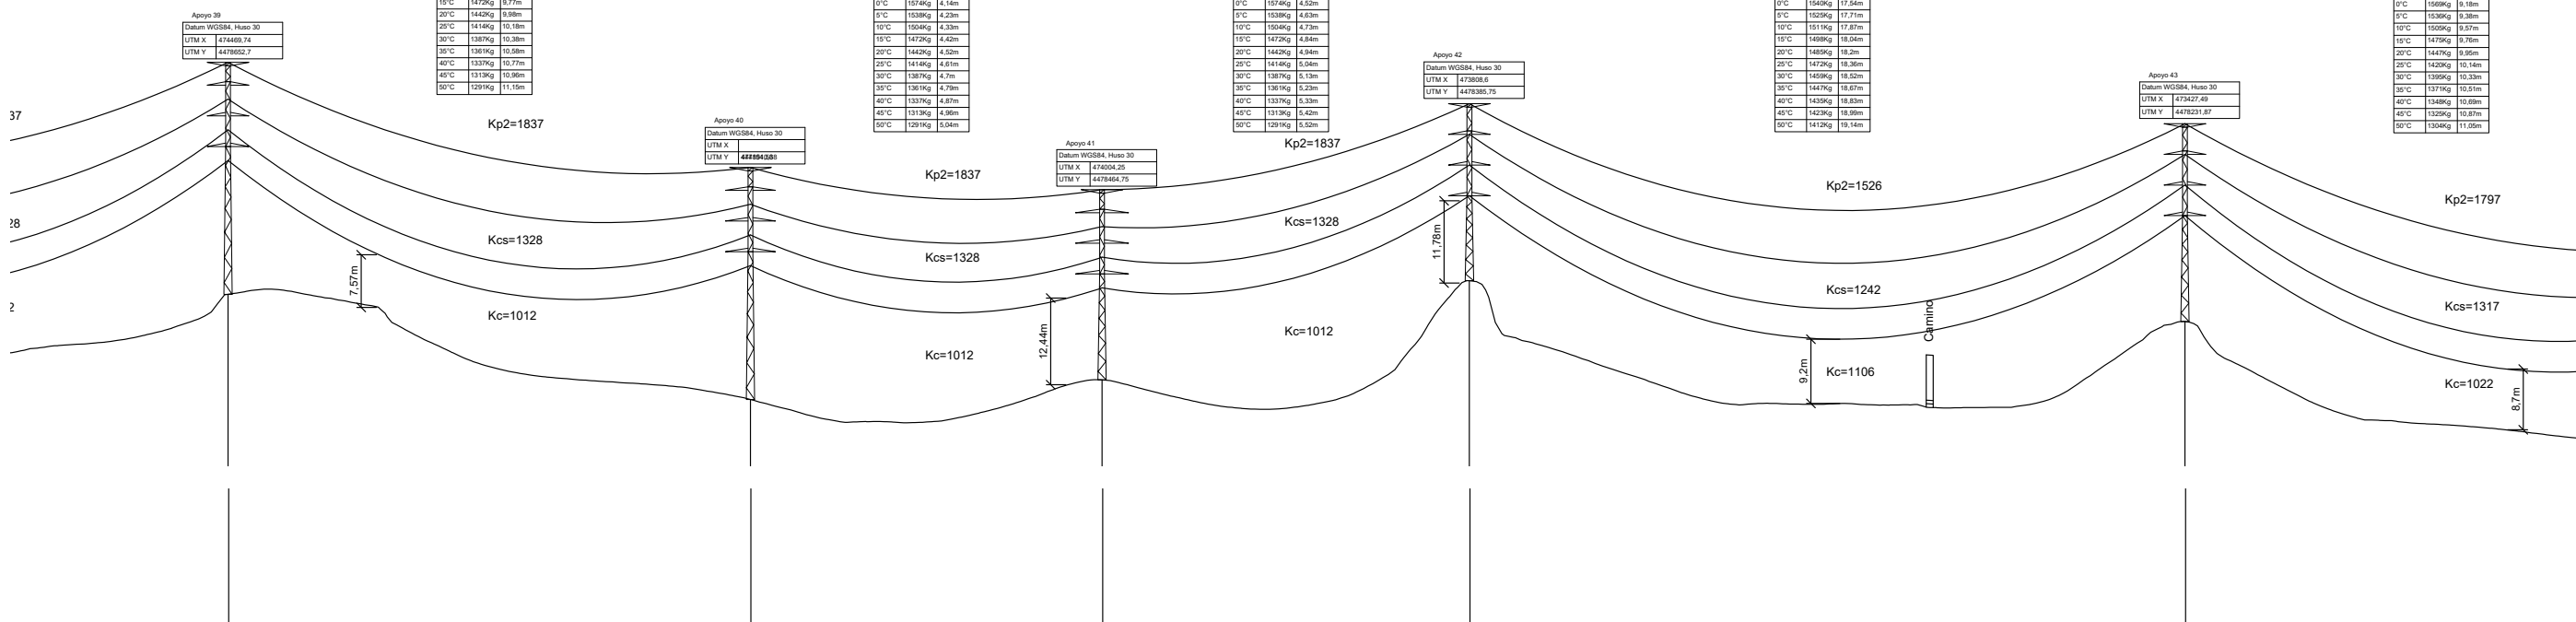 Apoyo 39
Datum WGS84, Huso 30
UTM X 474469,74
UTM Y 4478652,7
15°C 1472Kg 9,77m
20°C 1442Kg 9,98m
25°C 1414Kg 10,18m
30°C 1387Kg 10,38m
35°C 1361Kg 10,58m
40°C 1337Kg 10,77m
45°C 1313Kg 10,96m
50°C 1291Kg 11,15m
0°C 1574Kg 4,14m
5°C 1538Kg 4,23m
10°C 1504Kg 4,33m
15°C 1472Kg 4,42m
20°C 1442Kg 4,52m
25°C 1414Kg 4,61m
30°C 1387Kg 4,7m
35°C 1361Kg 4,79m
40°C 1337Kg 4,87m
45°C 1313Kg 4,96m
50°C 1291Kg 5,04m
0°C 1574Kg 4,52m
5°C 1538Kg 4,63m
10°C 1504Kg 4,73m
15°C 1472Kg 4,84m
20°C 1442Kg 4,94m
25°C 1414Kg 5,04m
30°C 1387Kg 5,13m
35°C 1361Kg 5,23m
40°C 1337Kg 5,33m
45°C 1313Kg 5,42m
50°C 1291Kg 5,52m
0°C 1540Kg 17,54m
5°C 1525Kg 17,71m
10°C 1511Kg 17,87m
15°C 1498Kg 18,04m
20°C 1485Kg 18,2m
25°C 1472Kg 18,36m
30°C 1459Kg 18,52m
35°C 1447Kg 18,67m
40°C 1435Kg 18,83m
45°C 1423Kg 18,99m
50°C 1412Kg 19,14m
0°C 1569Kg 9,18m
5°C 1536Kg 9,38m
10°C 1505Kg 9,57m
15°C 1475Kg 9,76m
20°C 1447Kg 9,95m
25°C 1420Kg 10,14m
30°C 1395Kg 10,33m
35°C 1371Kg 10,51m
40°C 1348Kg 10,69m
45°C 1325Kg 10,87m
50°C 1304Kg 11,05m
Apoyo 40
Datum WGS84, Huso 30
UTM X
UTM Y
Apoyo 41
Datum WGS84, Huso 30
UTM X 474004,25
UTM Y 4478464,75
Apoyo 42
Datum WGS84, Huso 30
UTM X 473808,6
UTM Y 4478385,75
Apoyo 43
Datum WGS84, Huso 30
UTM X 473427,49
UTM Y 4478231,87
37
28
2
Kp2=1837
Kcs=1328
Kc=1012
7,57m
Kp2=1837
Kcs=1328
Kc=1012
12,44m
Kp2=1837
Kcs=1328
Kc=1012
11,78m
Kp2=1526
Kcs=1242
Kc=1106
9,2m
Camino
Kp2=1797
Kcs=1317
Kc=1022
8,7m